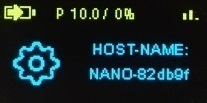 P 10.0/ 0%
HOST-NAME:
NANO-82db9f